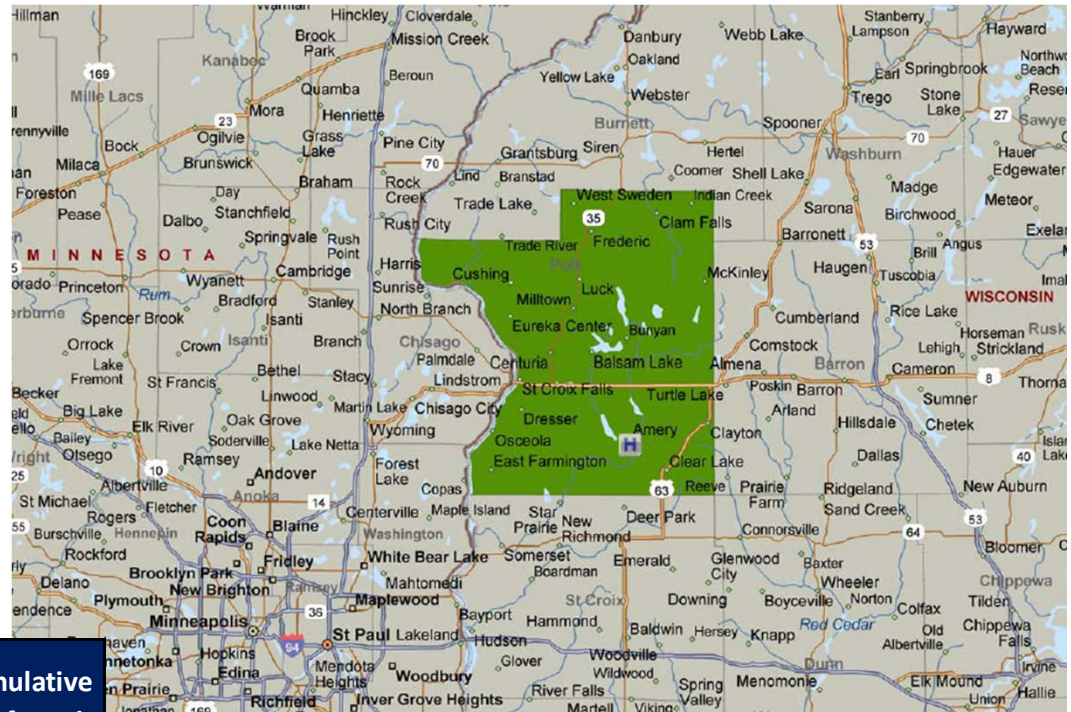 Hillman
Hinckley
Cloverdale
Danbury
Webb Lake
Stanberry
Lampson
Hayward
Brook
Park
Mission Creek
Oakland
Kanabec
Yellow Lake
Earl
Springbrook
169
Beroun
Webster
Trego
Stone
Lake
Mille Lacs
Quamba
Mora
Henriette
Burnett
Spooner
27
23
Ogilvie
Grass
Lake
Pine City
70
Grantsburg
Siren
Hertel
70
Washburn
Bock
Milaca
Brunswick
Rock
Creek
Lind
Branstad
Coomer
Shell Lake
Hauer
Edgewater
Foreston
Day
Braham
Trade Lake
West Sweden
Indian Creek
Madge
Meteor
Pease
Dalbo
Stanchfield
Rush City
35
Clam Falls
Sarona
Birchwood
Springvale
Rush
Point
Trade River
Frederic
Barronett
53
Brill
Angus
MINNESOTA
Cambridge
Harris
Cushing
Polk
McKinley
Haugen
Tuscobia
Princeton
Rum
Wyanett
Sunrise
Luck
WISCONSIN
Bradford
Stanley
North Branch
Milltown
Cumberland
Rice Lake
Spencer Brook
Isanti
Branch
Eureka Center
Bunyan
Horseman
Rusk
Orrock
Crown
Isanti
Chisago
Comstock
Lehigh
Strickland
Lake
Fremont
Bethel
Palmdale
Centuria
Balsam Lake
Almena
Barron
Cameron
St Francis
Stacy
Lindstrom
St Croix Falls
Turtle Lake
Poskin
Barron
8
Becker
Linwood
Martin Lake
Chisago City
Dresser
Arland
Sumner
Big Lake
Oak Grove
Wyoming
Amery
Hillsdale
Chetek
Bailey
Elk River
Soderville
Lake Netta
Osceola
H
Clayton
Otsego
Ramsey
Forest
Lake
East Farmington
Clear Lake
Dallas
40
10
Andover
Reeve
Prairie
Farm
25
Albertville
Anoka
14
Copas
63
Ridgeland
New Auburn
St Michael
Fletcher
Centerville
Maple Island
Star
Prairie
New
Richmond
Deer Park
Sand Creek
Rogers
Coon
Rapids
Blaine
Washington
Connorsville
53
55
Burschville
Hennepin
64
Rockford
Fridley
White Bear Lake
Somerset
Emerald
Glenwood
City
Baxter
Bloomer
Delano
Brooklyn Park
New Brighton
Ramsey
Mahtomedi
Boardman
Wheeler
Chippewa
Plymouth
36
Maplewood
St Croix
Downing
Boyceville
Norton
Colfax
Tilden
Minneapolis
Bayport
Hammond
Red Cedar
Old
Albertville
Chippewa
Falls
94
St Paul
Lakeland
Hudson
Baldwin
Hersey
Knapp
Hopkins
Mendota
Heights
Woodbury
Glover
Woodville
Dunn
Irvine
Edina
Wildwood
Menomonie
Elk Mound
Hallie
Richfield
Inver Grove Heights
River Falls
Spring
Valley
Union
169
Martell
Viking